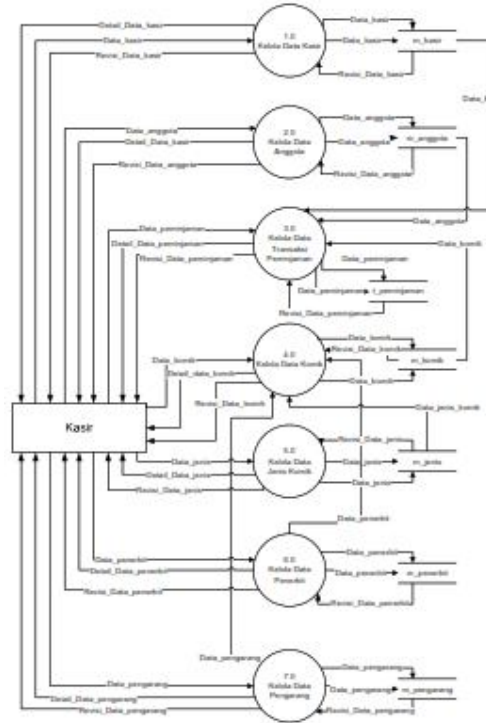 Detail_Data_kasir
Data_kasir
Revisi_Data_kasir
1.0
Kelola Data Kasir
Data_kasir
Data_kasir
Revisi_Data_kasir
m_kasir
Data_anggota
Detail_Data_kasir
Revisi_Data_anggota
2.0
Kelola Data
Anggota
Data_anggota
Data_anggota
Revisi_Data_anggota
m_anggota
Data_anggota
Data_peminjaman
Detail_Data_peminjaman
Revisi_Data_peminjaman
3.0
Kelola Data
Transaksi
Peminjaman
Data_komik
Data_peminjaman
Data_peminjaman
t_peminjaman
Revisi_Data_peminjaman
Data_komik
Detail_data_komik
Revisi_Data_komik
4.0
Kelola Data Komik
Data_komik
Revisi_Data_komik
Data_komik
m_komik
Data_jenis_komik
Kasir
Data_jenis
Detail_Data_jenis
Revisi_Data_jenis
5.0
Kelola Data
Jenis Komik
Revisi_Data_jenis
Data_jenis
Data_jenis
m_jenis
Data_penerbit
Data_penerbit
Detail_Data_penerbit
Revisi_Data_penerbit
6.0
Kelola Data
Penerbit
Data_penerbit
Data_penerbit
Revisi_Data_penerbit
m_penerbit
Data_pengarang
Data_pengarang
Detail_Data_pengarang
Revisi_Data_pengarang
7.0
Kelola Data
Pengarang
Data_pengarang
Data_pengarang
Revisi_Data_pengarang
m_pengarang